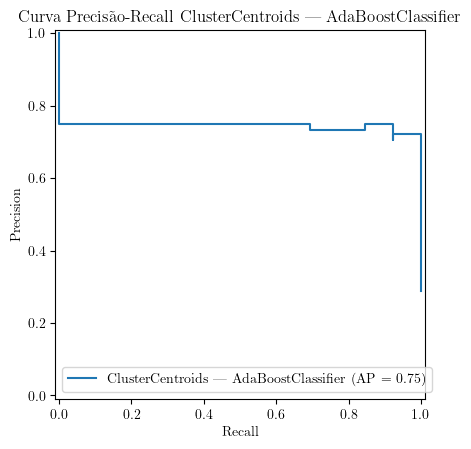 Curva Precisão-Recall ClusterCentroids — AdaBoostClassifier
1.0
0.8
0.6
0.4
0.2
0.0
Precision
ClusterCentroids — AdaBoostClassifier (AP = 0.75)
0.0 0.2 0.4 0.6 0.8 1.0
Recall